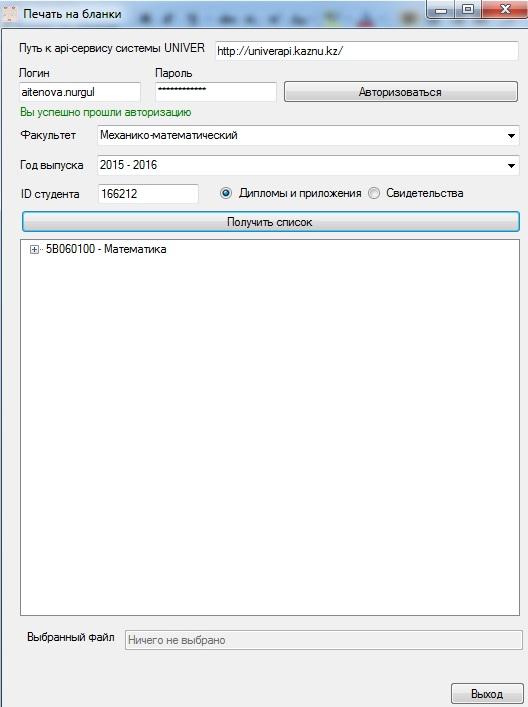 Печать на бланки
Путь к api-сервису системы UNIVER http://univerapi.kaznu.kz/
Логин Пароль
aitenova.nurgul ************ Авторизоваться
Вы успешно прошли авторизацию
Факультет Механико-математический
Год выпуска 2015 - 2016
ID студента 166212 Дипломы и приложения Свидетельства
Получить список
5B060100 - Математика
Выбранный файл Ничего не выбрано
Выход